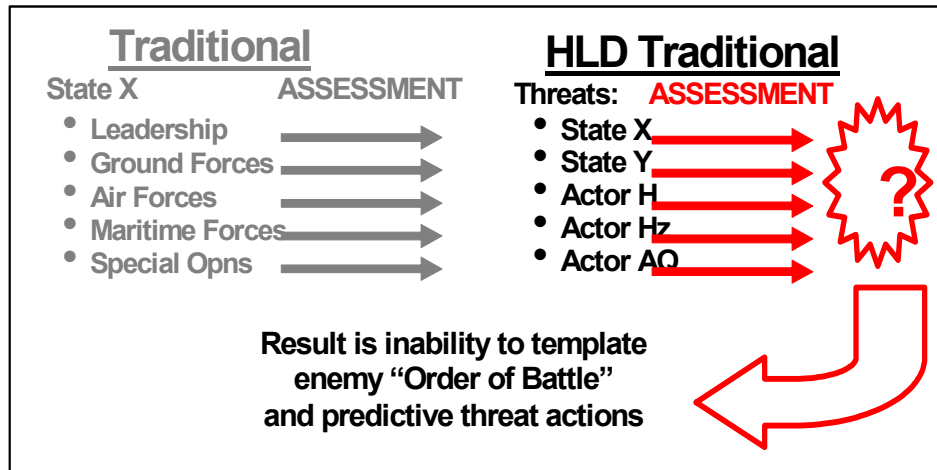 Traditional
State X ASSESSMENT
• Leadership
• Ground Forces
• Air Forces
• Maritime Forces
• Special Opns
HLD Traditional
Threats: ASSESSMENT
• State X
• State Y
• Actor H
• Actor Hz
• Actor AQ
?
Result is inability to template
enemy “Order of Battle”
and predictive threat actions